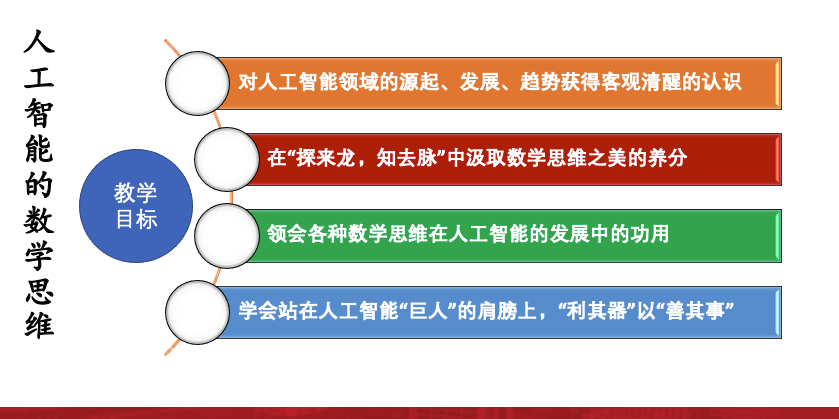 人工智能的数学思维
教学
目标
对人工智能领域的源起、发展、趋势获得客观清醒的认识
在“探来龙，知去脉”中汲取数学思维之美的养分
领会各种数学思维在人工智能的发展中的功用
学会站在人工智能“巨人”的肩膀上，“利其器”以“善其事”